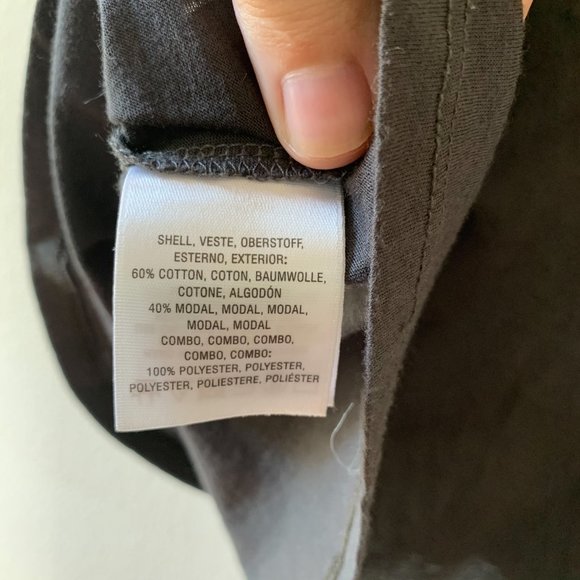 SHELL, VESTE, OBERSTOFF,
ESTERNO, EXTERIOR:
60% COTTON, COTON, BAUMWOLLE,
COTONE, ALGODÓN
40% MODAL, MODAL, MODAL,
MODAL, MODAL
COMBO, COMBO, COMBO,
COMBO, COMBO:
100% POLYESTER, POLYESTER,
POLYESTER, POLIESTERE, POLIÉSTER